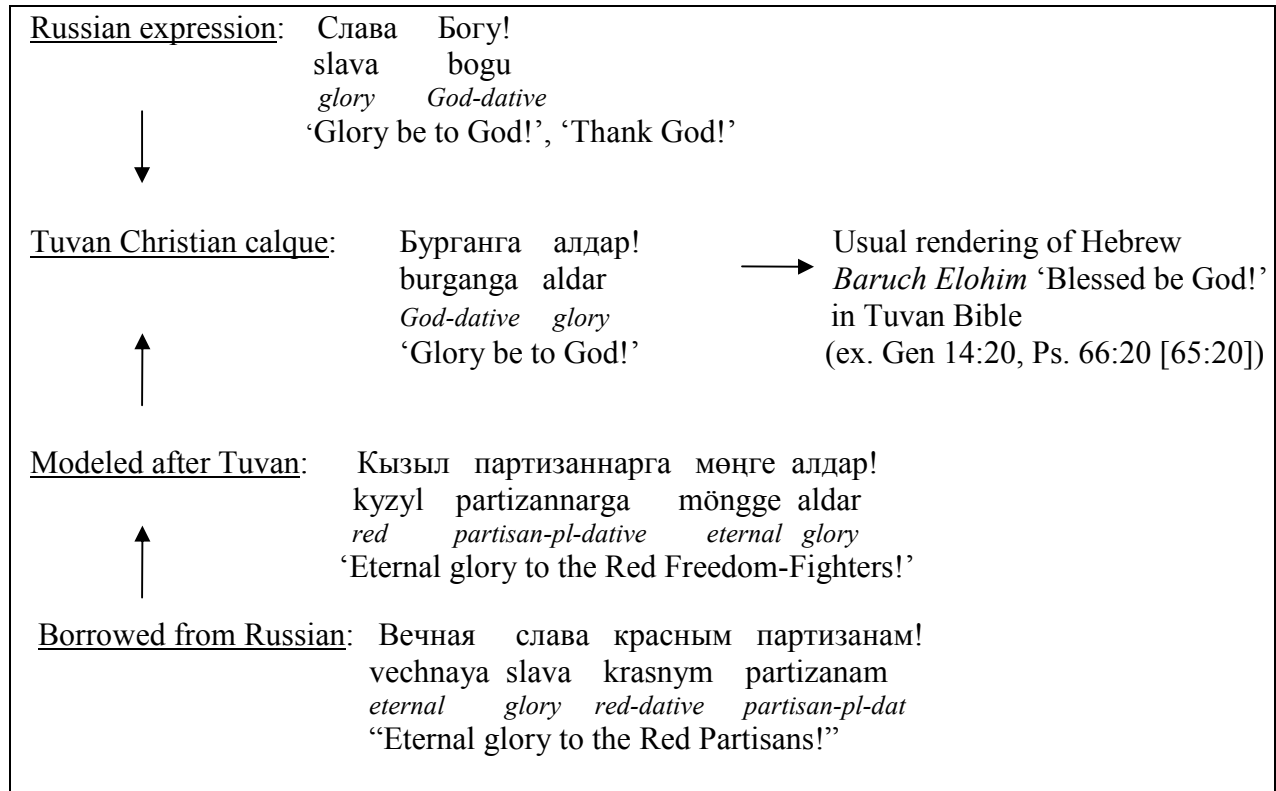 Russian expression: Слава Богу!
slava bogu
glory God-dative
‘Glory be to God!’, ‘Thank God!’
Tuvan Christian calque: Бурганга алдар! Usual rendering of Hebrew
burganga aldar Baruch Elohim ‘Blessed be God!’
God-dative glory in Tuvan Bible
‘Glory be to God!’ (ex. Gen 14:20, Ps. 66:20 [65:20])
Modeled after Tuvan: Кызыл партизаннарга мөңге алдар!
kyzyl partizannarga möngge aldar
red partisan-pl-dative eternal glory
‘Eternal glory to the Red Freedom-Fighters!’
Borrowed from Russian: Вечная слава красным партизанам!
vechnaya slava krasnym partizanam
eternal glory red-dative partisan-pl-dat
“Eternal glory to the Red Partisans!”